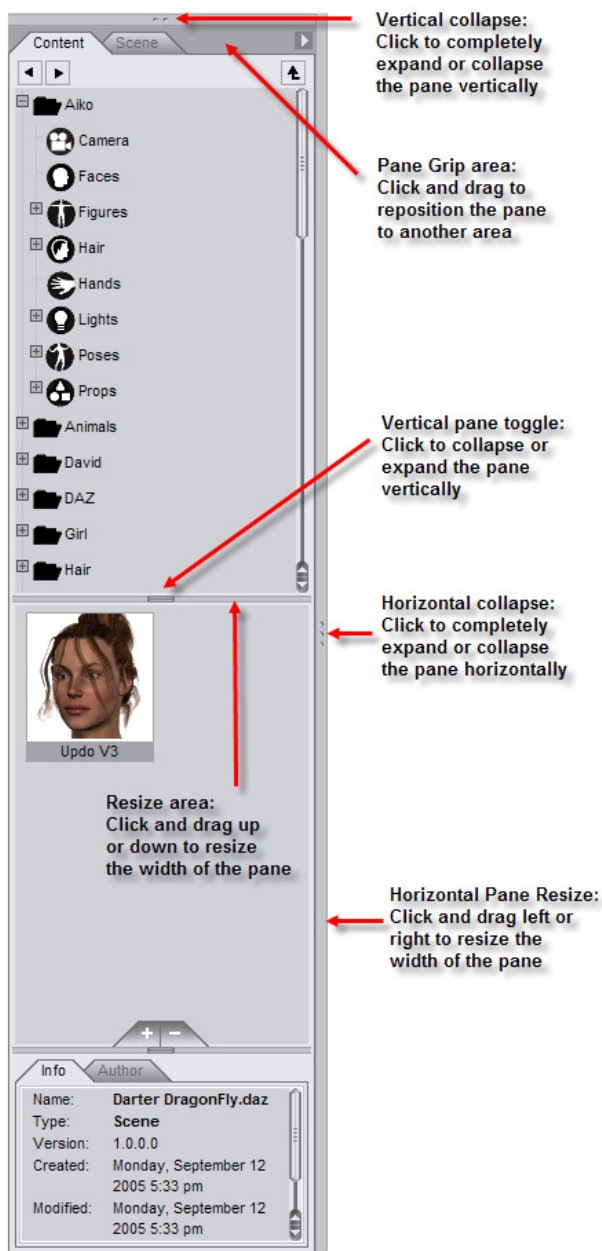 Content
Scene
Aiko
Camera
Faces
Figures
Hair
Hands
Lights
Poses
Props
Animals
David
DAZ
Girl
Hair
Updo V3
Info
Author
Name: Darter DragonFly.daz
Type: Scene
Version: 1.0.0.0
Created: Monday, September 12
2005 5:33 pm
Modified: Monday, September 12
2005 5:33 pm
Vertical collapse:
Click to completely
expand or collapse
the pane vertically
Pane Grip area:
Click and drag to
reposition the pane
to another area
Vertical pane toggle:
Click to collapse or
expand the pane
vertically
Horizontal collapse:
Click to completely
expand or collapse
the pane horizontally
Resize area:
Click and drag up
or down to resize
the width of the pane
Horizontal Pane Resize:
Click and drag left or
right to resize the
width of the pane